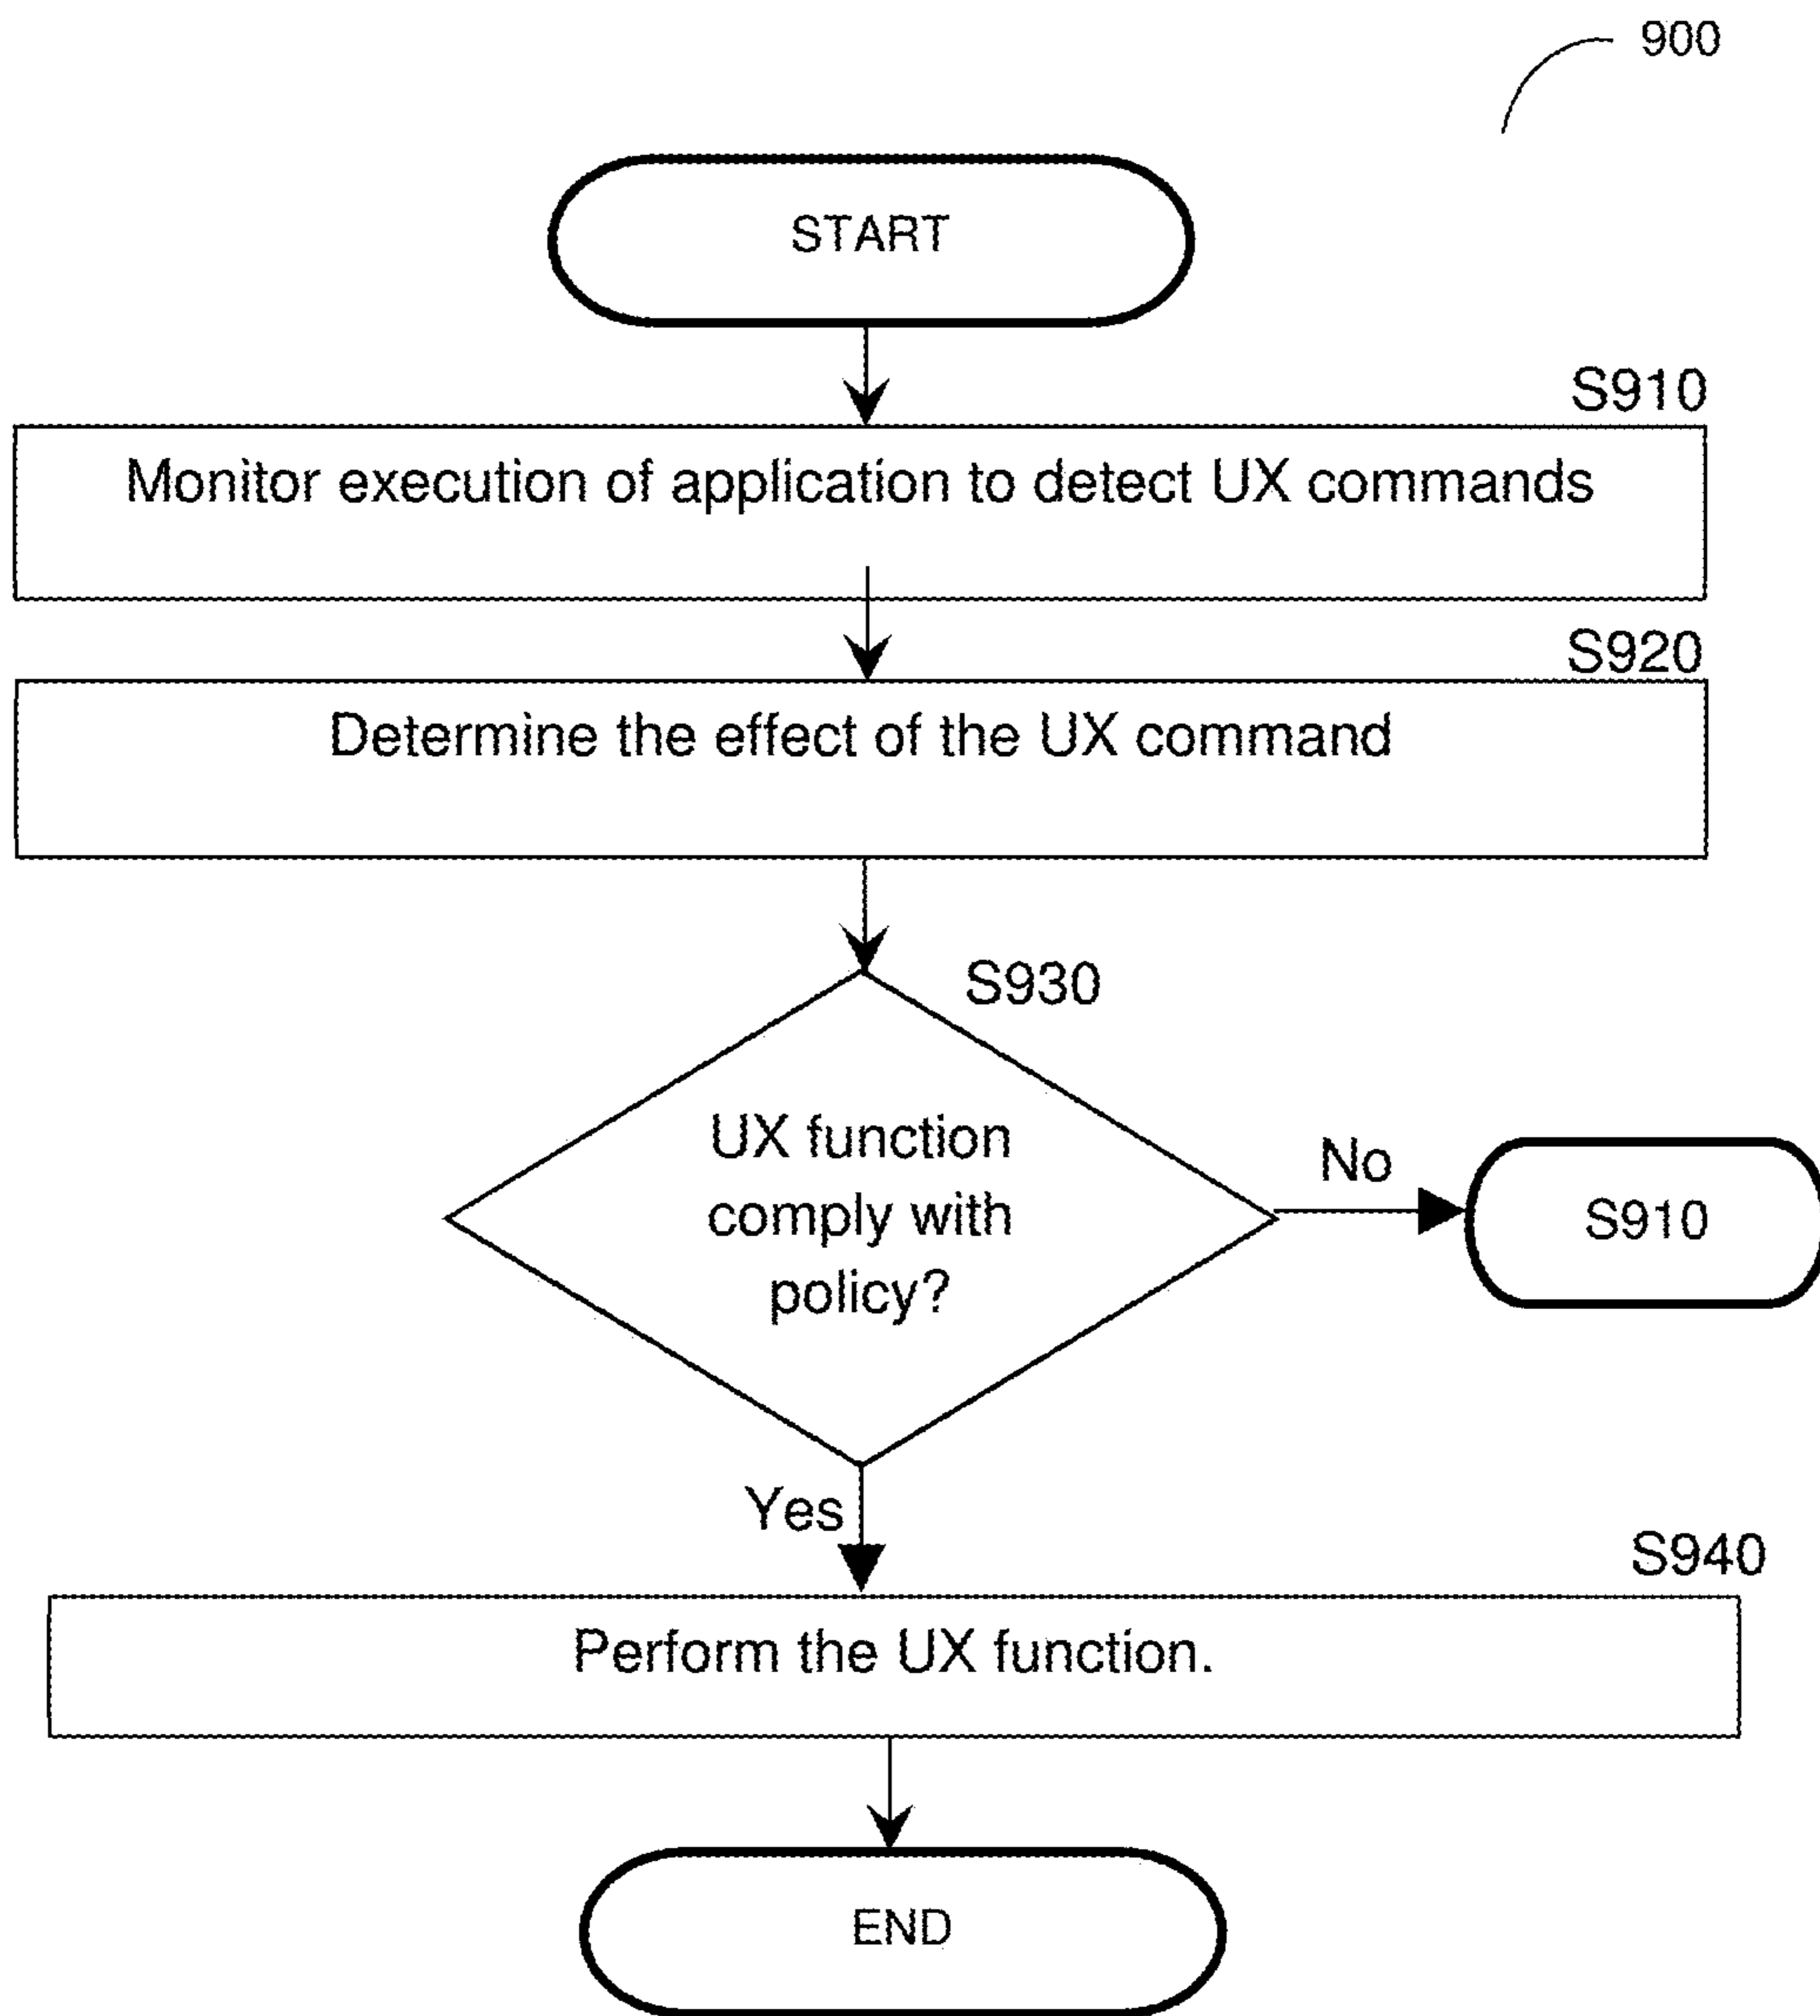 900
START
S910
Monitor execution of application to detect UX commands
S920
Determine the effect of the UX command
S930
UX function
comply with
policy?
No
S910
Yes
S940
Perform the UX function.
END